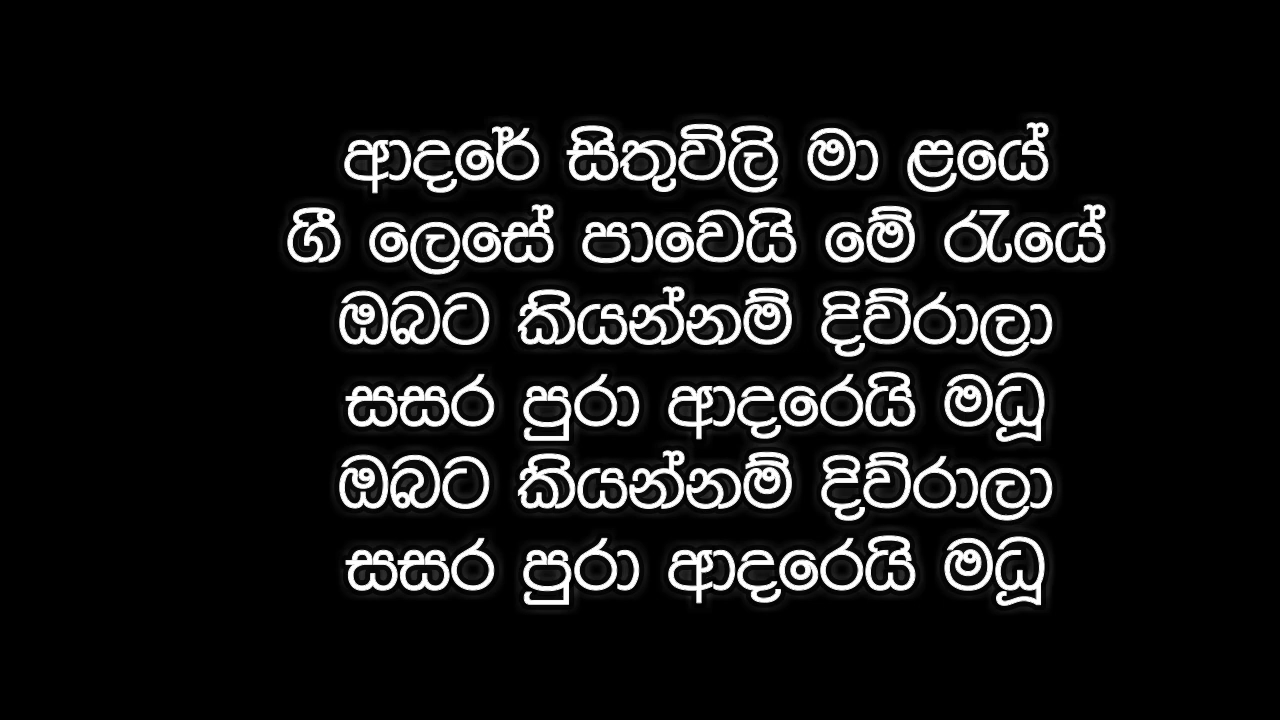 ආදරේ සිතුවිලි මා ළයේ
ගී ලෙසේ පාවෙයි මේ රැයේ
ඔබට කියන්නම් දිව්රාලා
සසර පුරා ආදරෙයි මධූ
ඔබට කියන්නම් දිව්රාලා
සසර පුරා ආදරෙයි මධූ